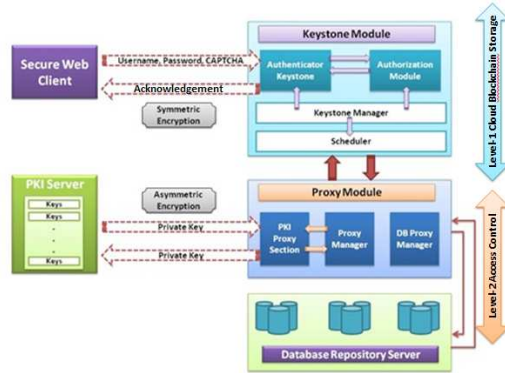 Keystone Module
Secure Web
Client
Username, Password, CAPTCHA
Acknowledgement
Authenticator
Keystone
Authorization
Module
Symmetric
Encryption
Keystone Manager
Scheduler
Level-1 Cloud Blockchain Storage
PKI Server
Keys
Keys
.
.
.
Keys
Asymmetric
Encryption
Private Key
Private Key
Proxy Module
PKI
Proxy
Section
Proxy
Manager
DB Proxy
Manager
Level-2 Access Control
Database Repository Server